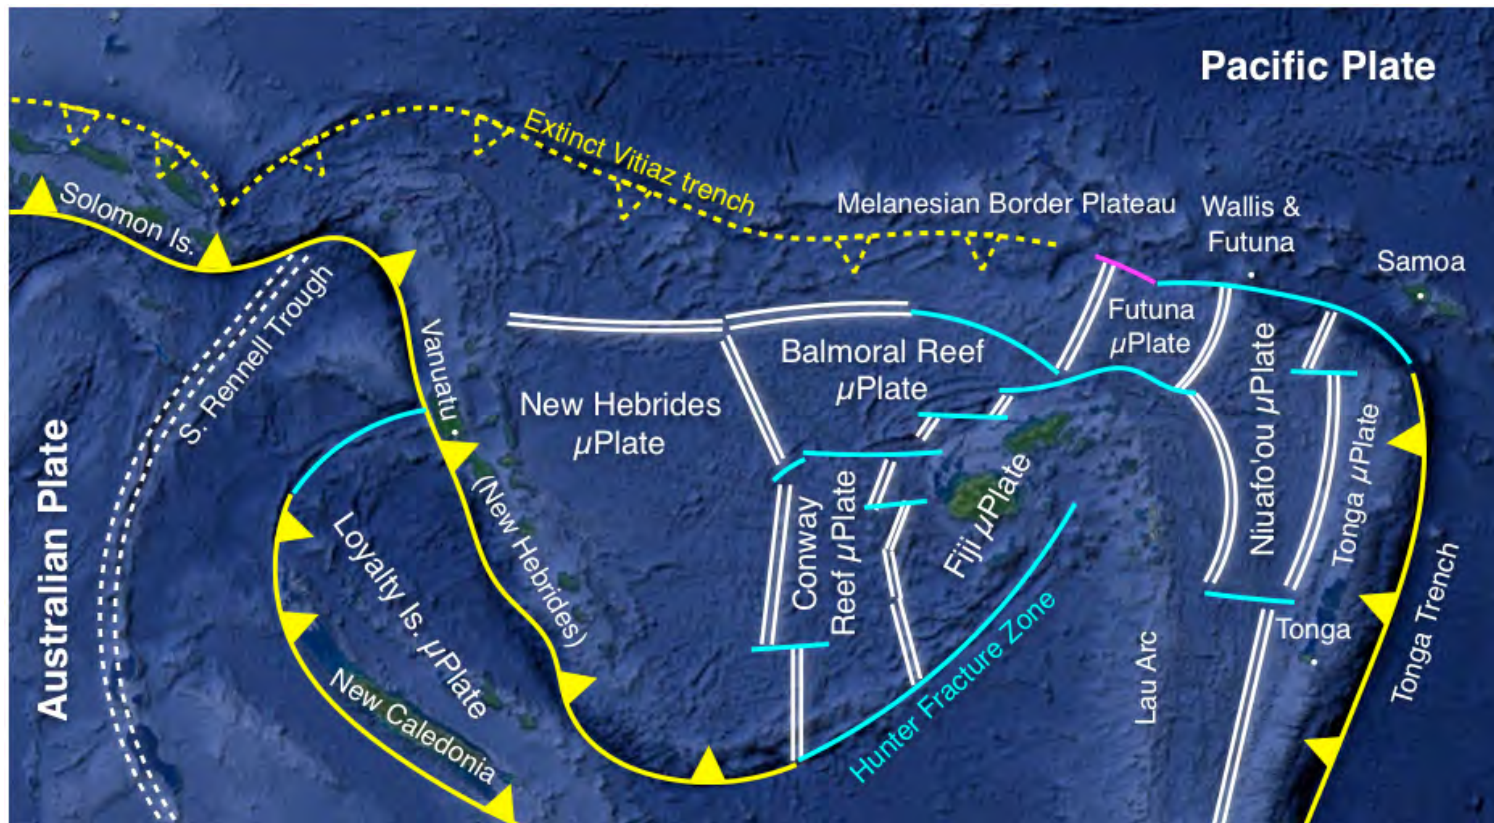 Pacific Plate
Extinct Vitiaz trench
Solomon Is.
Melanesian Border Plateau
Wallis &
Futuna
Samoa
S. Rennell Trough
Vanuatu
(New Hebrides)
New Hebrides
μPlate
Balmoral Reef
μPlate
Futuna
μPlate
Niuafo'ou μPlate
Tonga μPlate
Australian Plate
Loyalty Is. μPlate
New Caledonia
Conway
Reef μPlate
Fiji μPlate
Hunter Fracture Zone
Lau Arc
Tonga
Tonga Trench